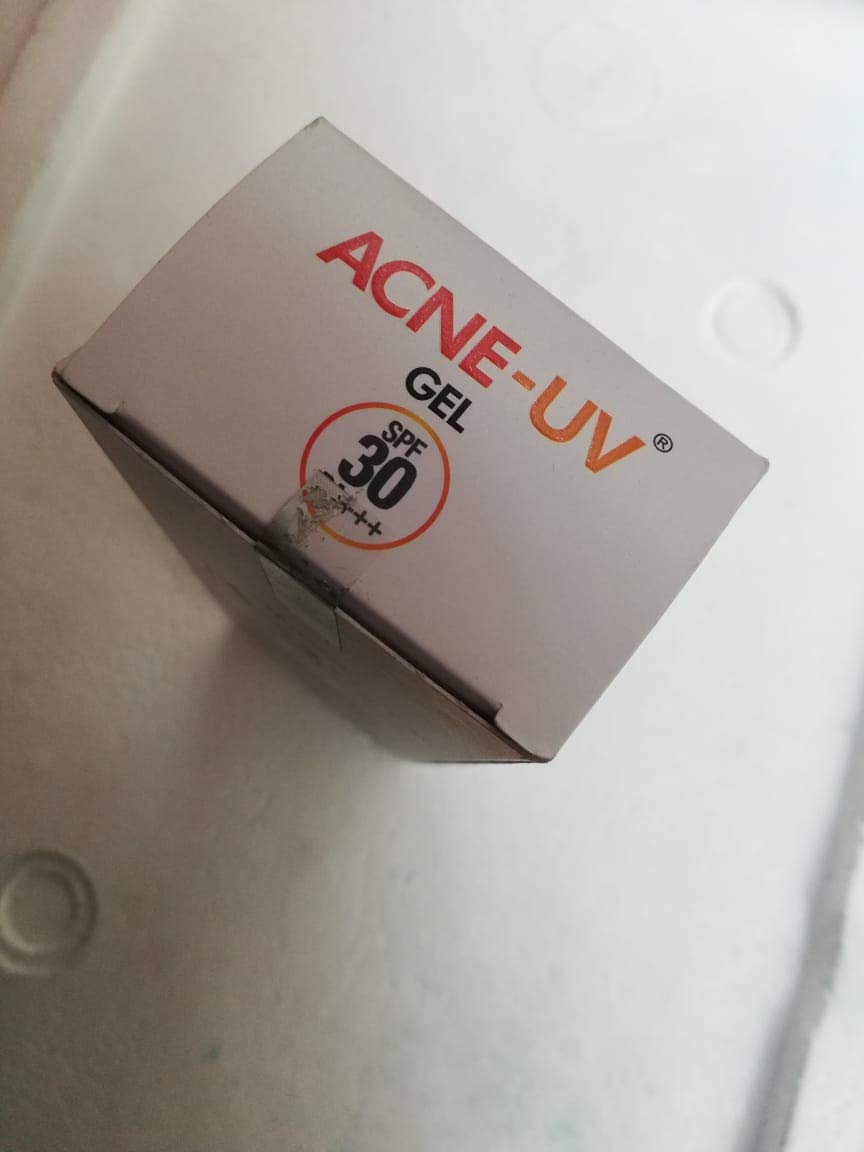 ACNE-UV®
GEL
SPF
30
+++